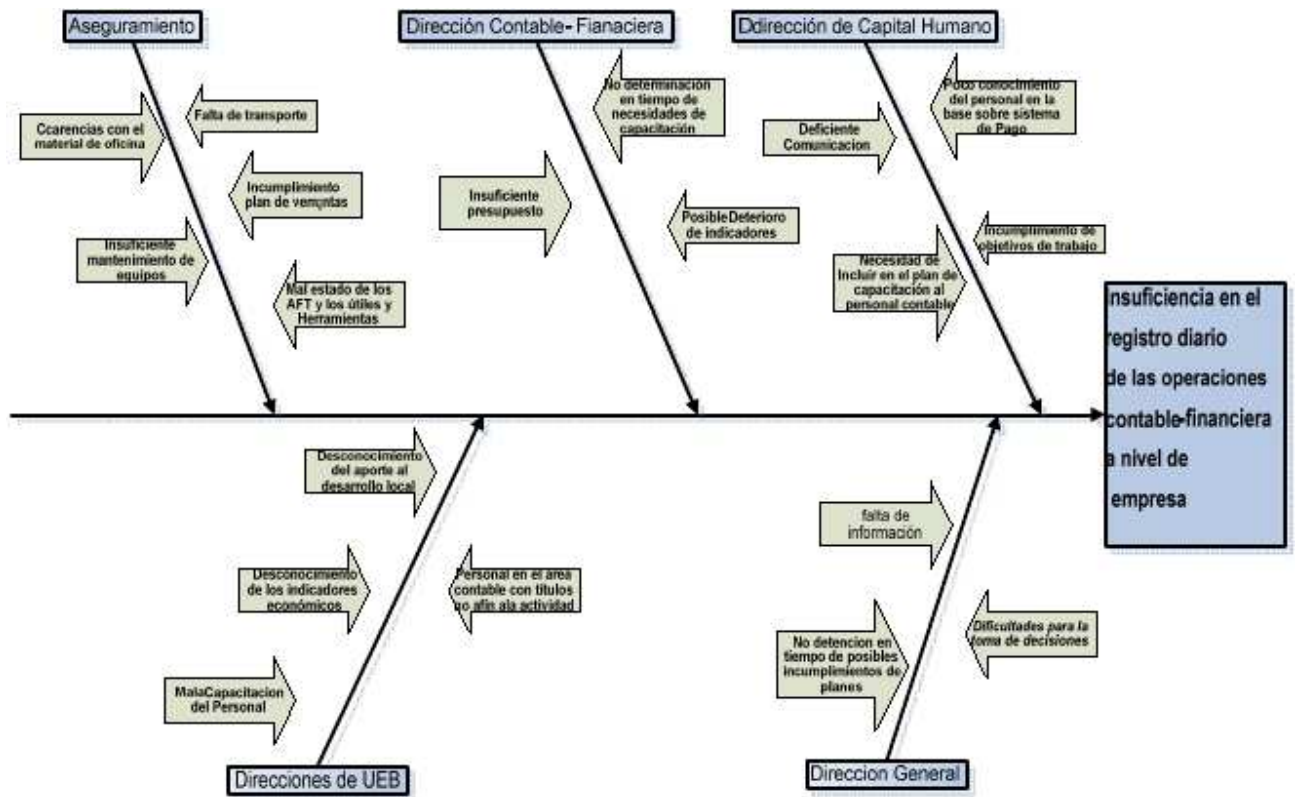 Aseguramiento
Dirección Contable- Fianaciera
Ddirección de Capital Humano
Ccarencias con el
material de oficina
Falta de transporte
Incumplimiento
plan de vemntas
Insuficiente
mantenimiento de
equipos
Mal estado de los
AFT y los útiles y
Herramientas
No determinación
en tiempo de
necesidades de
capacitación
Insuficiente
presupuesto
Posible Deterioro
de indicadores
Poco conocimiento
del personal en la
base sobre sistema
de Pago
Deficiente
Comunicacion
Incumplimiento de
objetivos de trabajo
Necesidad de
Incluir en el plan de
capacitación al
personal contable
Insuficiencia en el
registro diario
de las operaciones
contable-financiera
a nivel de
empresa
Desconocimiento
del aporte al
desarrollo local
Desconocimiento
de los indicadores
económicos
Personal en el área
contable con títulos
no afin ala actividad
MalaCapacitacion
del Personal
falta de
información
No detencion en
tiempo de posibles
incumplimientos de
planes
Dificultades para la
toma de decisiones
Direcciones de UEB
Direccion General